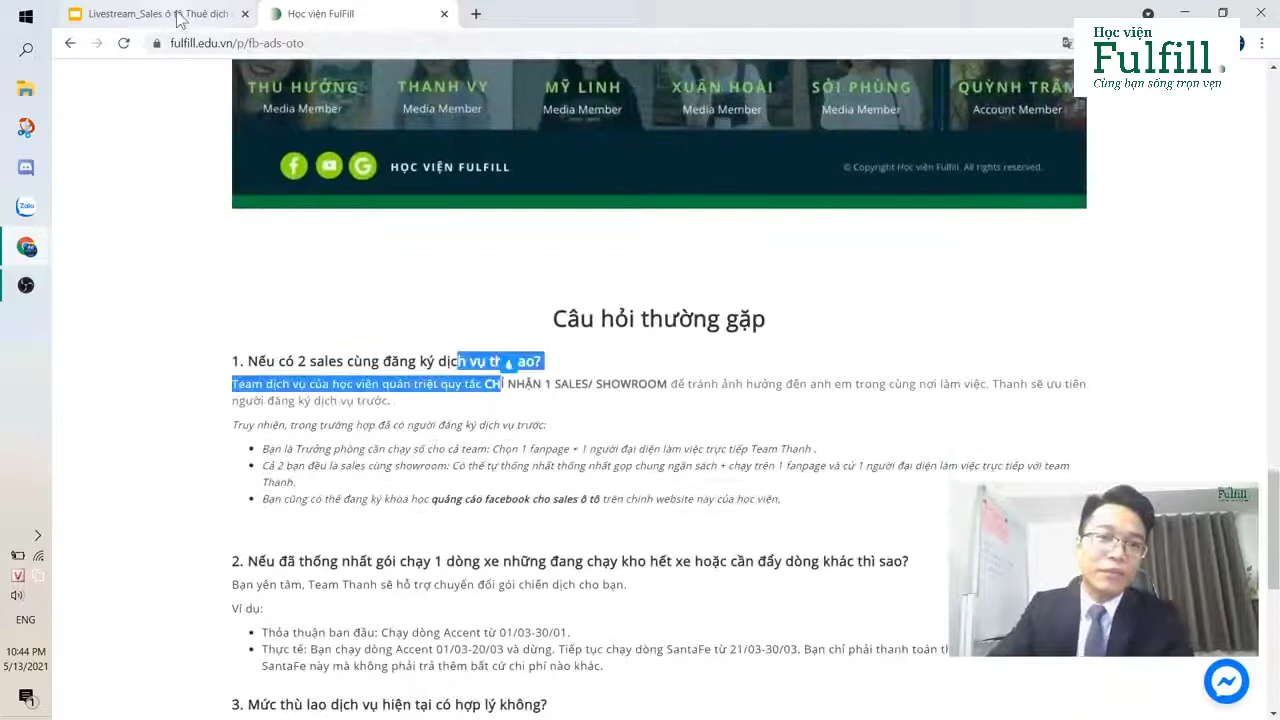 Livestream_Sales ô tô Thuê dịch
Học viện FulFill
fulfill.edu.vn/p/fb-ads-oto
Học viện
Fulfill.
Cùng bạn sống trọn vẹn
THU HƯỜNG
Media Member
THANH VY
Media Member
MỸ LINH
Media Member
XUÂN HOÀI
Media Member
SỞI PHÙNG
Media Member
QUỲNH TRÂM
Account Member
HỌC VIỆN FULFILL
© Copyright Học viện Fulfill. All rights reserved.
Câu hỏi thường gặp
1. Nếu có 2 sales cùng đăng ký dịch vụ thì sao?
Team dịch vụ của học viên quán triệt quy tắc CHỈ NHẬN 1 SALES/ SHOWROOM để tránh ảnh hưởng đến anh em trong cùng nơi làm việc. Thanh sẽ ưu tiên
người đăng ký dịch vụ trước.
Truy nhiên, trong trường hợp đã có người đăng ký dịch vụ trước:
Bạn là Trưởng phòng cần chạy số cho cả team: Chọn 1 fanpage + 1 người đại diện làm việc trực tiếp Team Thanh .
Cả 2 bạn đều là sales cùng showroom: Có thể tự thống nhất thống nhất gọp chung ngân sách + chạy trên 1 fanpage và cử 1 người đại diện làm việc trực tiếp với team
Thanh.
Bạn cũng có thể đang ký khoá học quảng cáo facebook cho sales ô tô trên chính website này của học viện.
2. Nếu đã thống nhất gói chạy 1 dòng xe những đang chạy kho hết xe hoặc cần đẩy dòng khác thì sao?
Bạn yên tâm, Team Thanh sẽ hỗ trợ chuyển đổi gói chiến dịch cho bạn.
Ví dụ:
Thỏa thuận ban đầu: Chạy dòng Accent từ 01/03-30/01.
Thực tế: Bạn chạy dòng Accent 01/03-20/03 và dừng. Tiếp tục chạy dòng SantaFe từ 21/03-30/03. Bạn chỉ phải thanh toán
SantaFe này mà không phải trả thêm bất cứ chi phí nào khác.
3. Mức thù lao dịch vụ hiện tại có hợp lý không?
Fulfill
Zalo
ENG
10:44 PM
5/13/2021
1